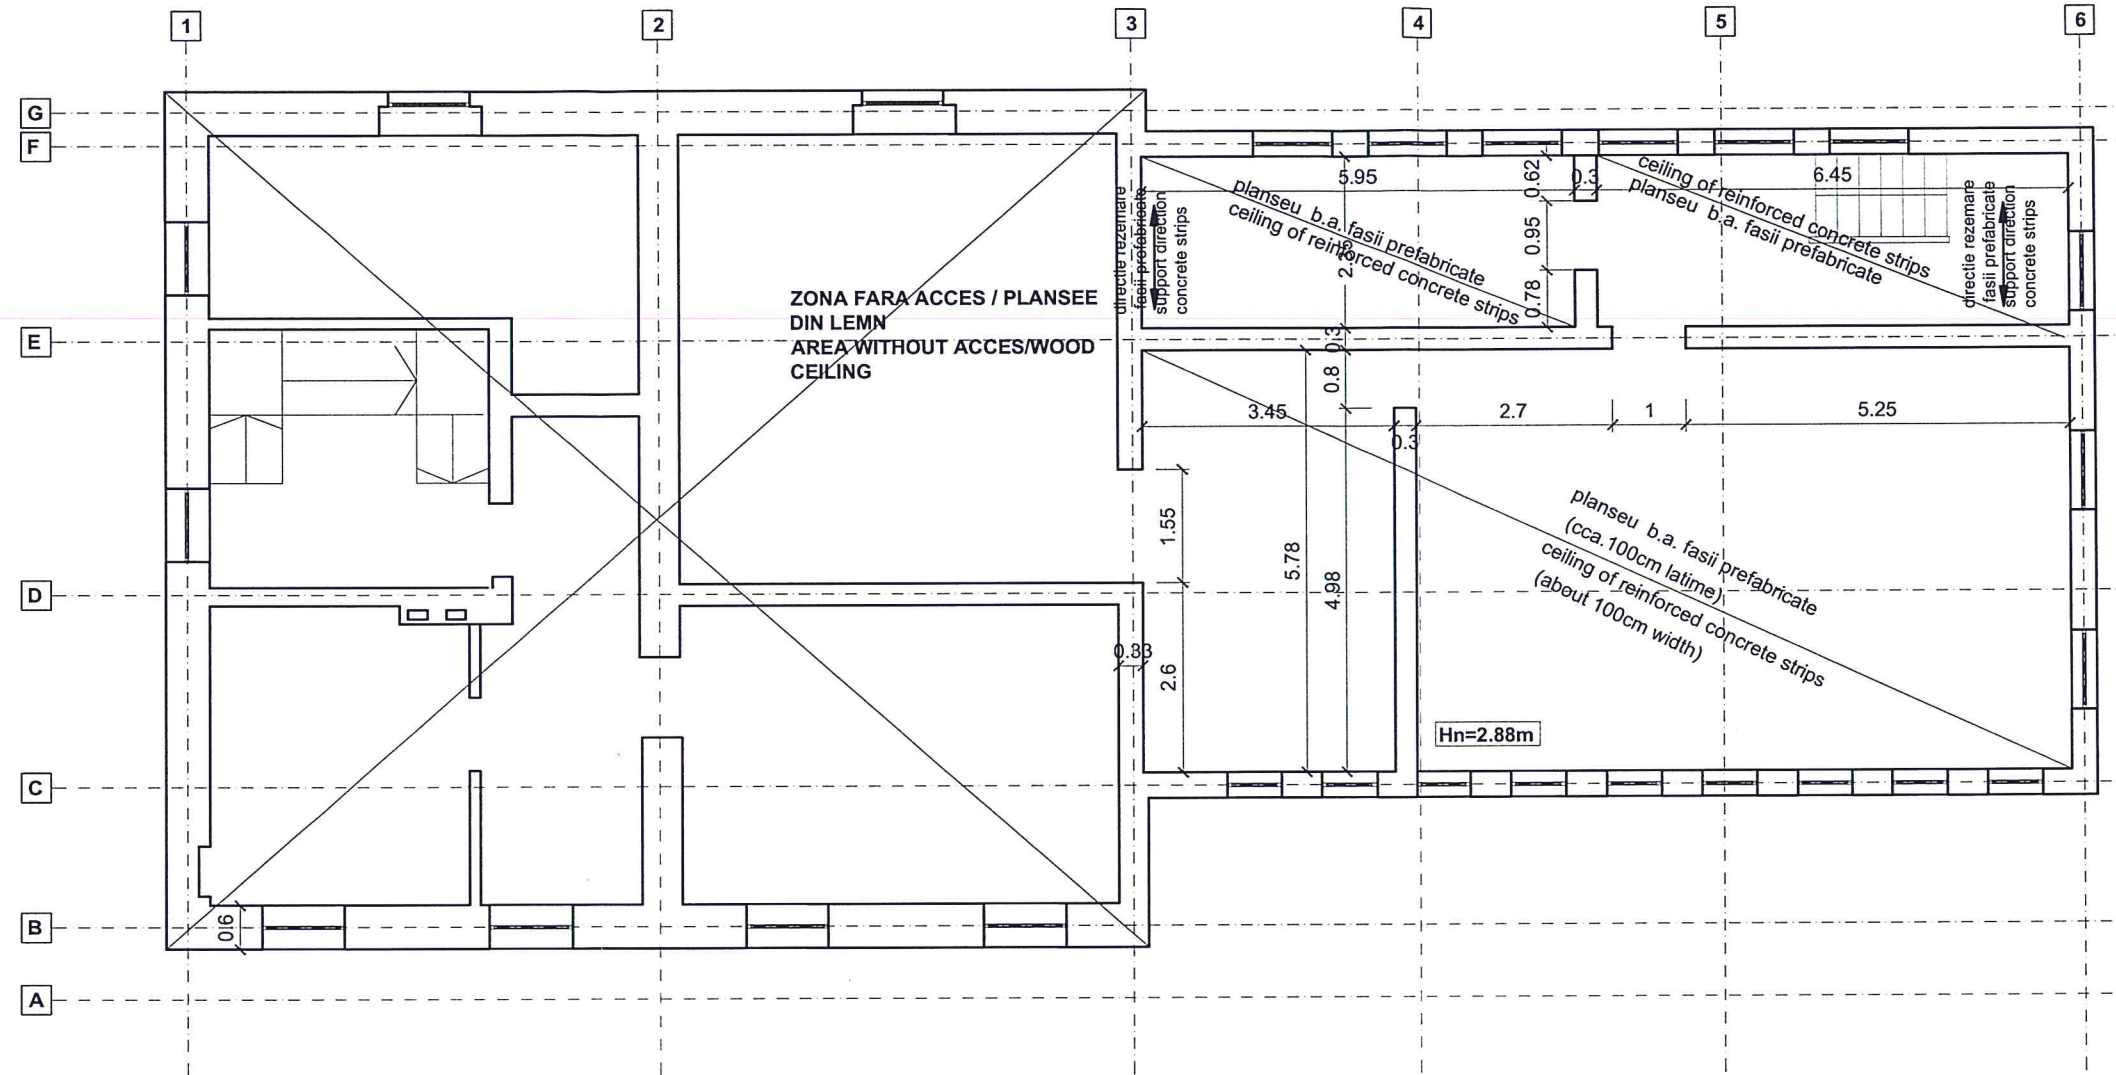 1
2
3
4
5
6
G
F
E
D
C
B
A
ZONA FARA ACCES / PLANSEE
DIN LEMN
AREA WITHOUT ACCES/WOOD
CEILING
directie rezemare
fasii prefabricate
support direction
concrete strips
5.95
0.3
6.45
planseu b.a. fasii prefabricate
ceiling of reinforced concrete strips
0.62
0.95
0.78
ceiling of reinforced concrete strips
planseu b.a. fasii prefabricate
directie rezemare
fasii prefabricate
support direction
concrete strips
0.3
0.8
3.45
0.3
2.7
1
5.25
1.55
5.78
4.98
2.6
0.33
planseu b.a. fasii prefabricate
(cca.100cm latime)
ceiling of reinforced concrete strips
(about 100cm width)
Hn=2.88m
0.6